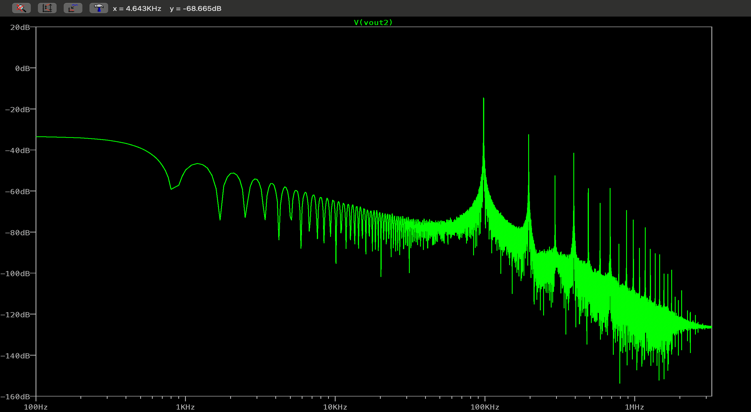 x = 4.643KHz    y = -68.665dB
V(vout2)
20dB
0dB
-20dB
-40dB
-60dB
-80dB
-100dB
-120dB
-140dB
-160dB
100Hz 1KHz 10KHz 100KHz 1MHz